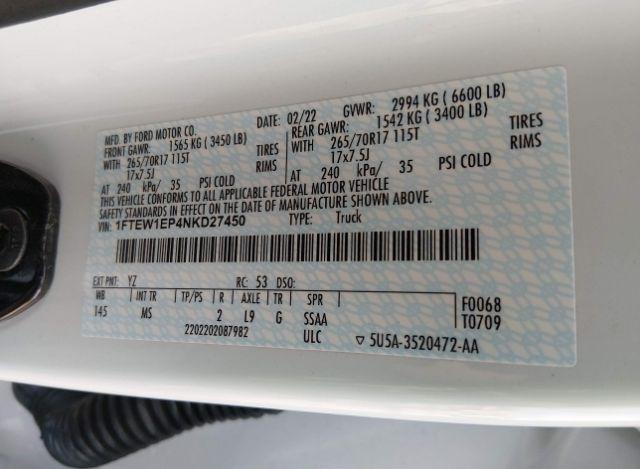 MFD. BY FORD MOTOR CO. DATE: 02/22 GVWR: 2994 KG ( 6600 LB)
FRONT GAWR: 1565 KG ( 3450 LB) REAR GAWR: 1542 KG ( 3400 LB)
WITH 265/70R17 115T TIRES WITH 265/70R17 115T TIRES
17x7.5J RIMS 17x7.5J RIMS
AT 240 kPa/ 35 PSI COLD AT 240 kPa/ 35 PSI COLD
THIS VEHICLE CONFORMS TO ALL APPLICABLE FEDERAL MOTOR VEHICLE
SAFETY STANDARDS IN EFFECT ON THE DATE OF MANUFACTURE SHOWN ABOVE.
VIN: 1FTEW1EP4NKD27450 TYPE: Truck
EXT PNT: YZ RC: 53 DSO:
WB INT TR TP/PS R AXLE TR SPR F0068
145 MS 2 L9 G SSAA T0709
2202202087982 ULC ▽ 5U5A-3520472-AA